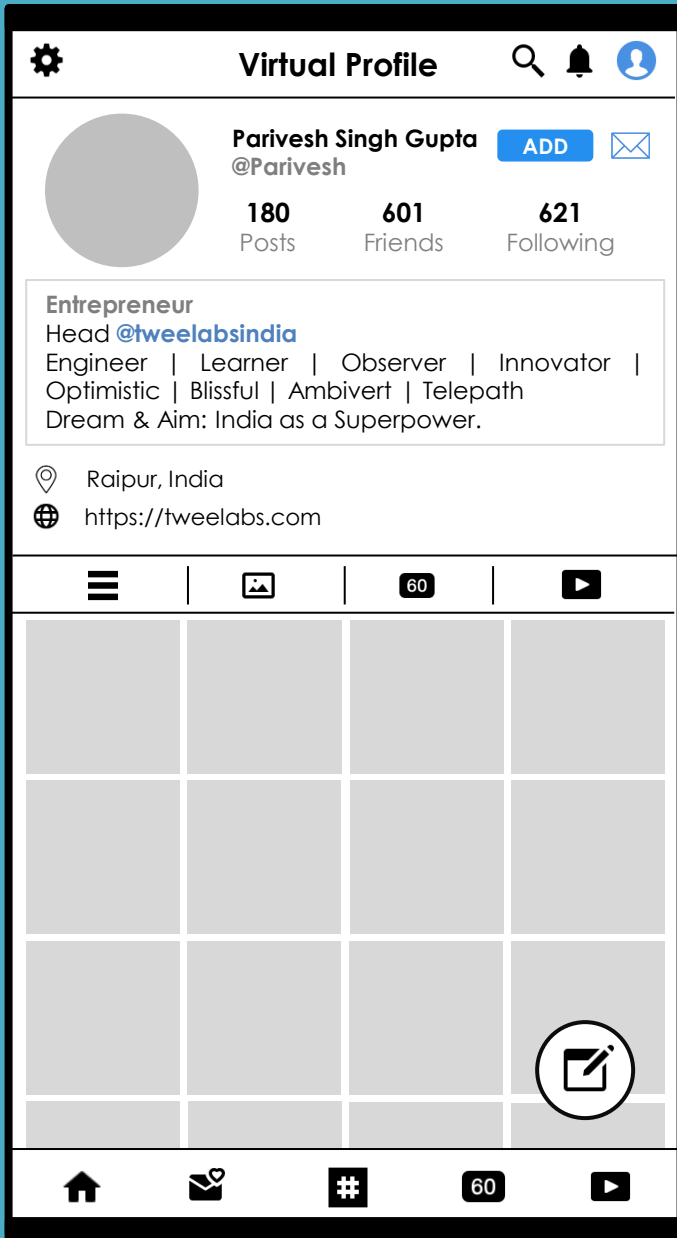 Virtual Profile
Parivesh Singh Gupta
ADD
@Parivesh
180 601 621
Posts Friends Following
Entrepreneur
Head @tweelabsindia
Engineer | Learner | Observer | Innovator |
Optimistic | Blissful | Ambivert | Telepath
Dream & Aim: India as a Superpower.
Raipur, India
https://tweelabs.com
60
#
60